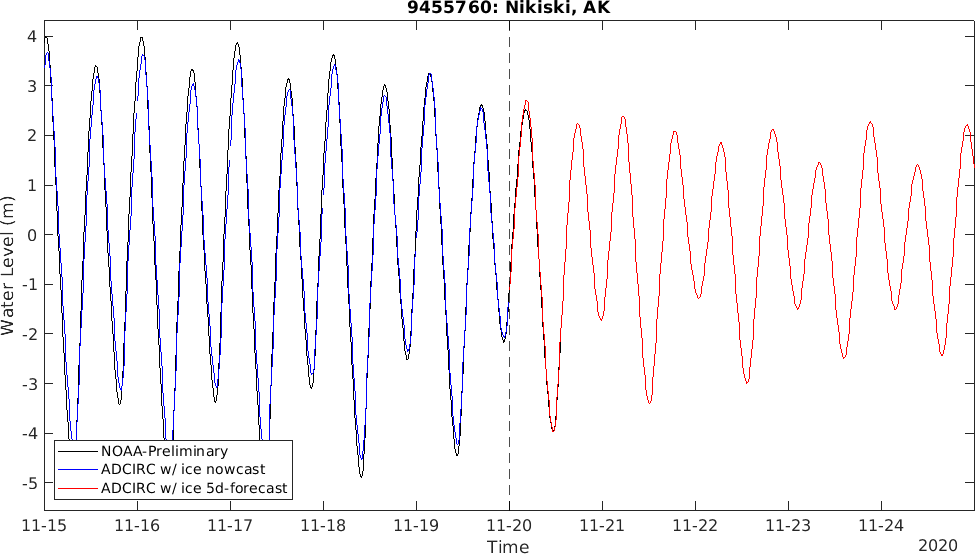 9455760: Nikiski, AK
4
3
2
1
0
-1
-2
-3
-4
-5
Water Level (m)
NOAA-Preliminary
ADCIRC w/ ice nowcast
ADCIRC w/ ice 5d-forecast
11-15 11-16 11-17 11-18 11-19 11-20 11-21 11-22 11-23 11-24
Time
2020